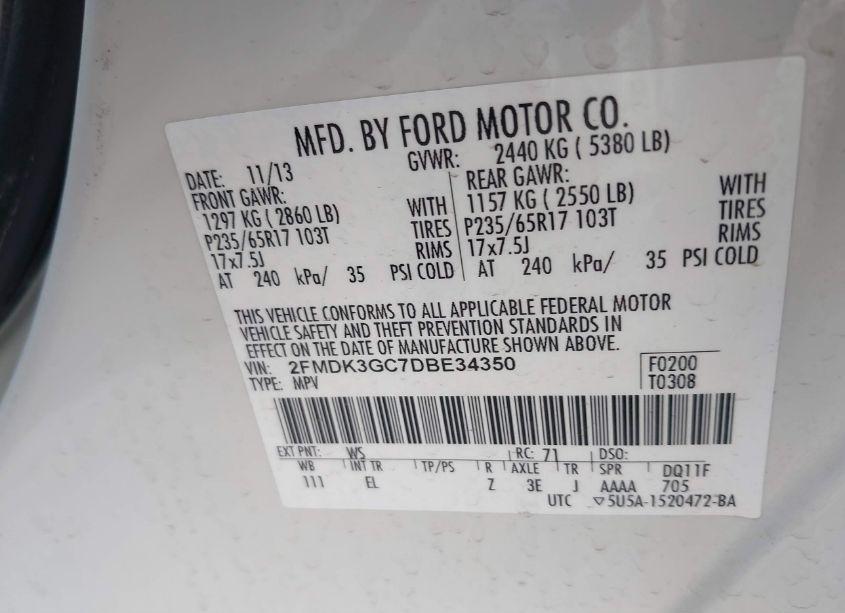 MFD. BY FORD MOTOR CO.
DATE: 11/13 GVWR: 2440 KG ( 5380 LB)
FRONT GAWR: REAR GAWR:
1297 KG ( 2860 LB) WITH 1157 KG ( 2550 LB) WITH
P235/65R17 103T TIRES P235/65R17 103T TIRES
17x7.5J RIMS 17x7.5J RIMS
AT 240 kPa/ 35 PSI COLD AT 240 kPa/ 35 PSI COLD
THIS VEHICLE CONFORMS TO ALL APPLICABLE FEDERAL MOTOR
VEHICLE SAFETY AND THEFT PREVENTION STANDARDS IN
EFFECT ON THE DATE OF MANUFACTURE SHOWN ABOVE.
VIN: 2FMDK3GC7DBE34350 F0200
TYPE: MPV T0308
EXT PNT: WS RC: 71 DSO:
WB INT TR TP/PS R AXLE TR SPR DQ11F
111 EL Z 3E J AAAA 705
UTC ▽5U5A-1520472-BA